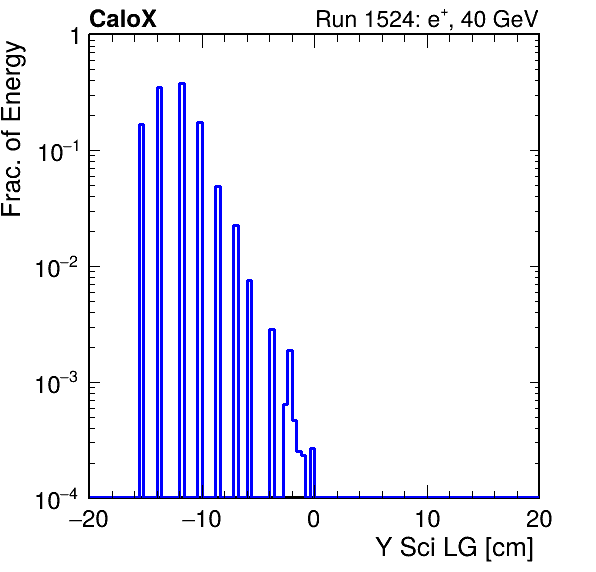 CaloX Run 1524: e⁺, 40 GeV
Frac. of Energy
1
10⁻¹
10⁻²
10⁻³
10⁻⁴
−20 −10 0 10 20
Y Sci LG [cm]